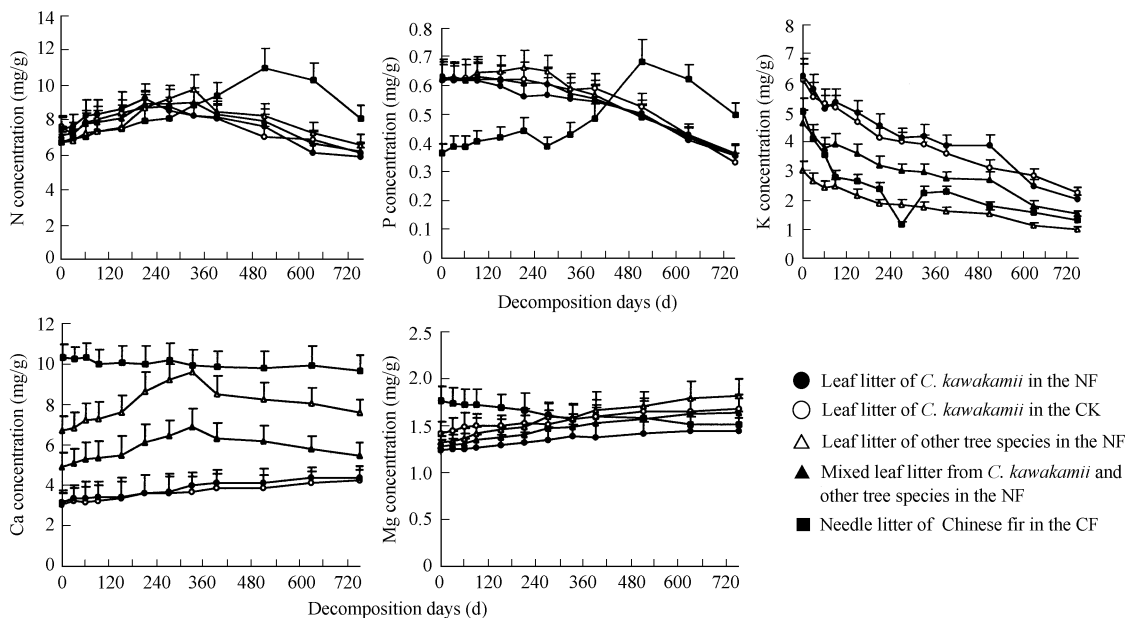 N concentration (mg/g)
14
12
10
8
6
4
2
0
0 120 240 360 480 600 720
P concentration (mg/g)
0.8
0.7
0.6
0.5
0.4
0.3
0.2
0.1
0
0 120 240 360 480 600 720
K concentration (mg/g)
8
7
6
5
4
3
2
1
0
0 120 240 360 480 600 720
Decomposition days (d)
Ca concentration (mg/g)
12
10
8
6
4
2
0
0 120 240 360 480 600 720
Mg concentration (mg/g)
2.5
2.0
1.5
1.0
0.5
0
0 120 240 360 480 600 720
Decomposition days (d)
Leaf litter of C. kawakamii in the NF
Leaf litter of C. kawakamii in the CK
Leaf litter of other tree species in the NF
Mixed leaf litter from C. kawakamii and
other tree species in the NF
Needle litter of Chinese fir in the CF